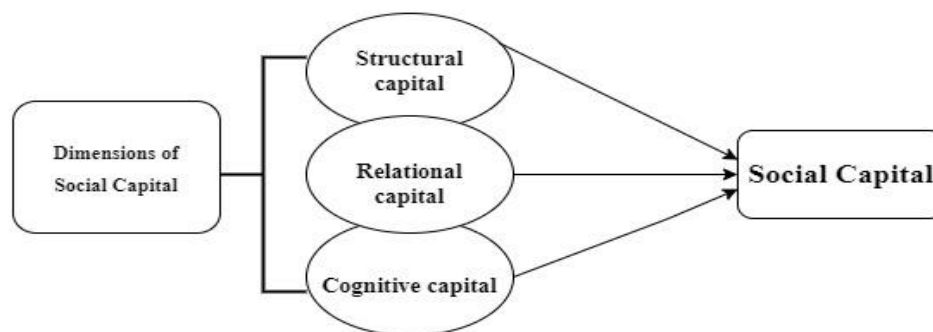 Dimensions of
Social Capital
Structural
capital
Relational
capital
Cognitive capital
Social Capital